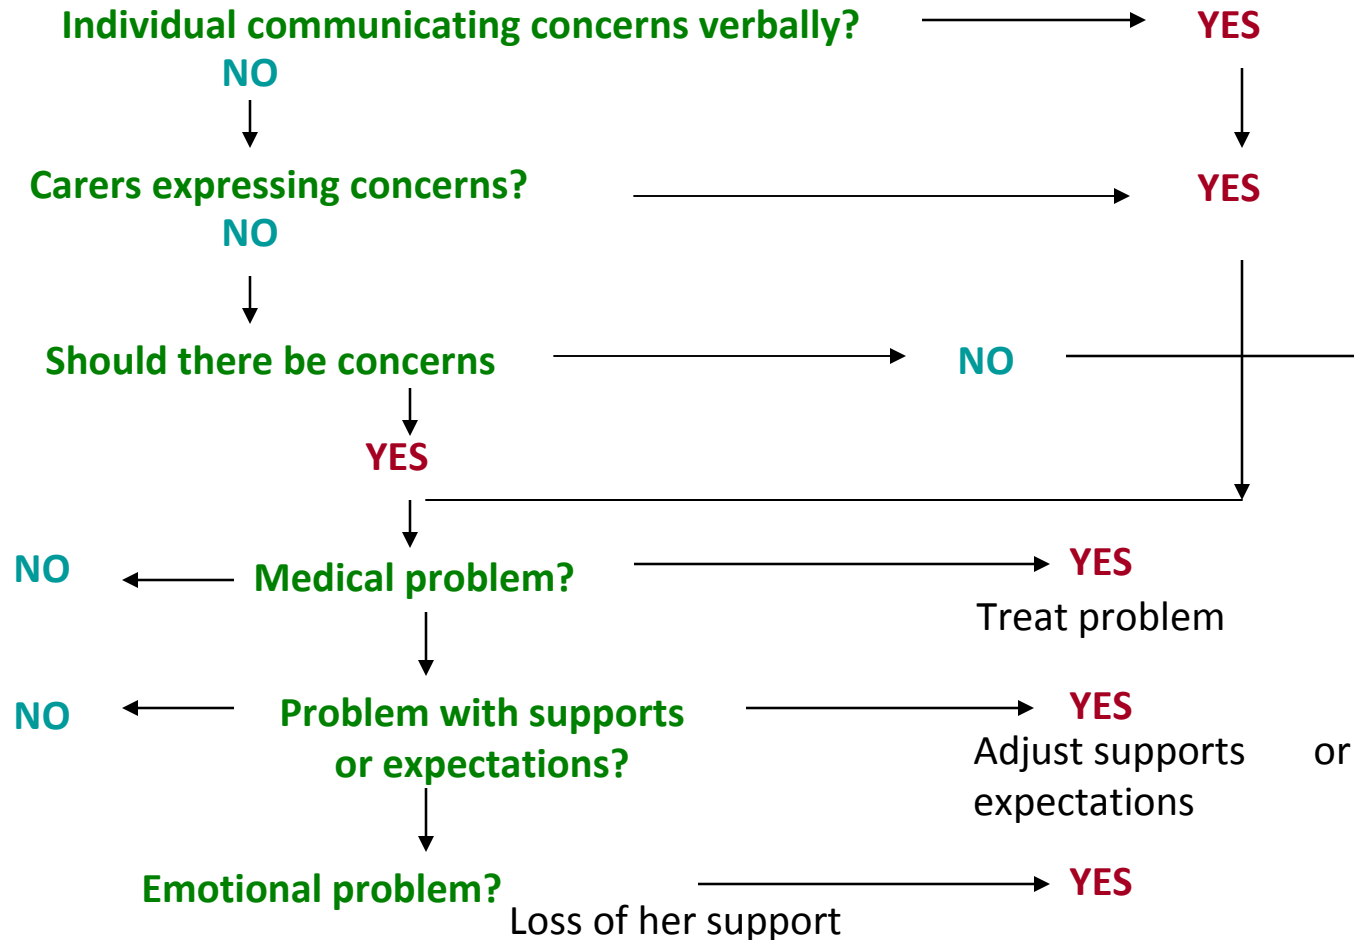 Individual communicating concerns verbally? YES
NO
Carers expressing concerns? YES
NO
Should there be concerns NO
YES
NO Medical problem? YES
Treat problem
NO Problem with supports YES
or expectations? Adjust supports or
expectations
Emotional problem? YES
Loss of her support